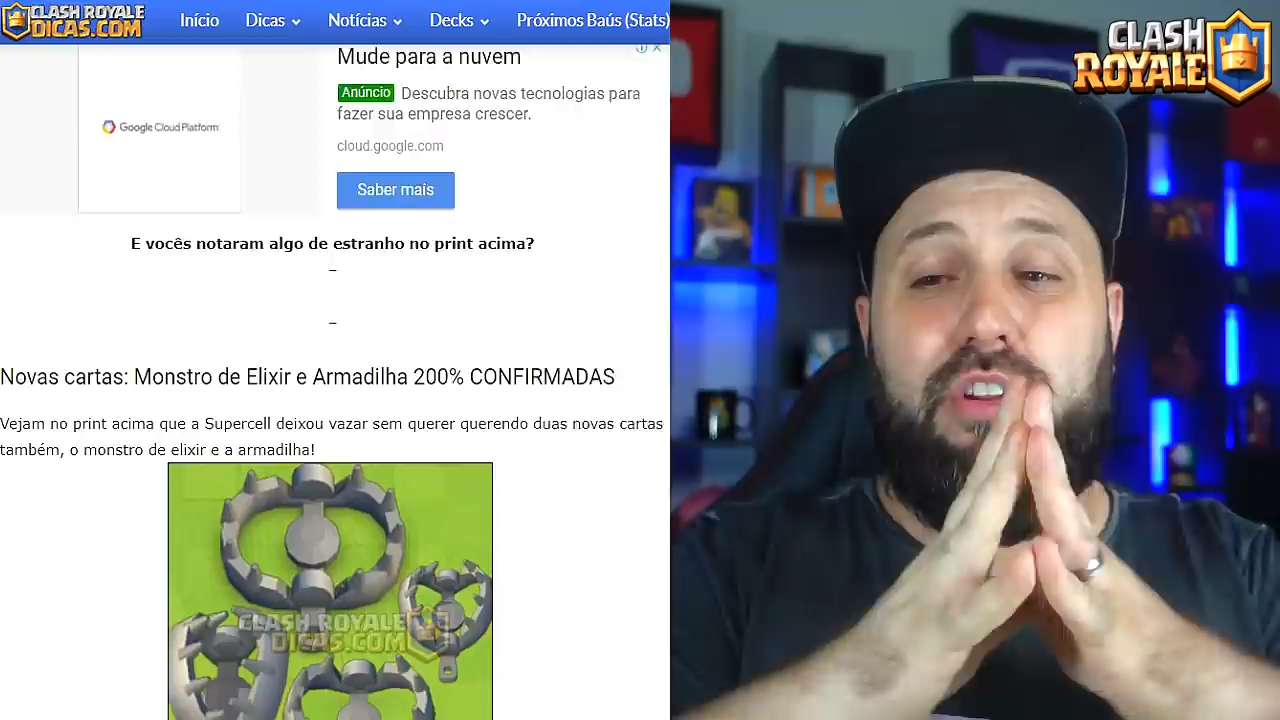 CLASH ROYALE
DICAS.COM
Início Dicas Notícias Decks Próximos Baús (Stats)
Mude para a nuvem
Anúncio Descubra novas tecnologias para
fazer sua empresa crescer.
cloud.google.com
Saber mais
Google Cloud Platform
E vocês notaram algo de estranho no print acima?
–
–
Novas cartas: Monstro de Elixir e Armadilha 200% CONFIRMADAS
Vejam no print acima que a Supercell deixou vazar sem querer querendo duas novas cartas
também, o monstro de elixir e a armadilha!
CLASH ROYALE
DICAS.COM
CLASH
ROYALE